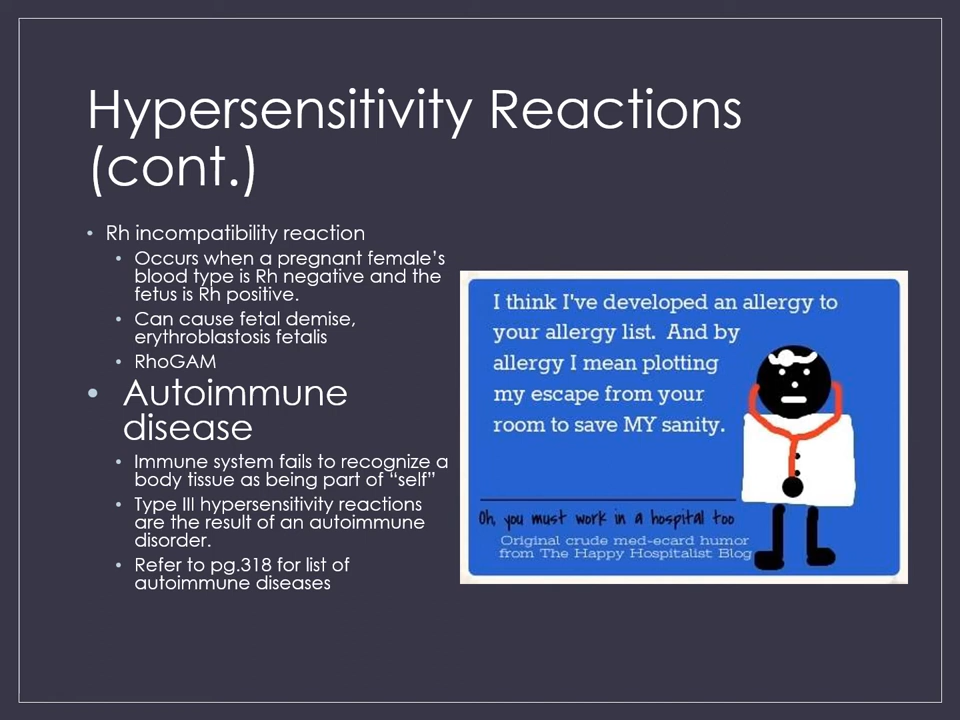 Hypersensitivity Reactions
(cont.)
• Rh incompatibility reaction
• Occurs when a pregnant female’s
blood type is Rh negative and the
fetus is Rh positive.
• Can cause fetal demise,
erythroblastosis fetalis
• RhoGAM
• Autoimmune
disease
• Immune system fails to recognize a
body tissue as being part of “self”
• Type III hypersensitivity reactions
are the result of an autoimmune
disorder.
• Refer to pg.318 for list of
autoimmune diseases
I think I've developed an allergy to
your allergy list. And by
allergy I mean plotting
my escape from your
room to save MY sanity.
Oh, you must work in a hospital too
Original crude med-ecard humor
from The Happy Hospitalist Blog